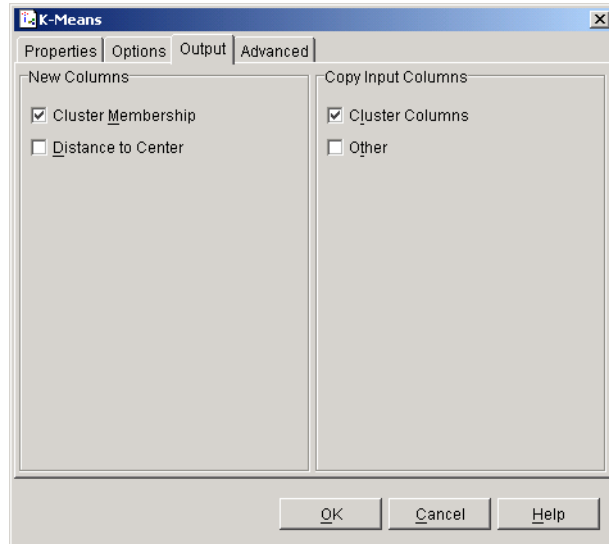 K-Means
Properties Options Output Advanced
New Columns
Cluster Membership
Distance to Center
Copy Input Columns
Cluster Columns
Other
OK Cancel Help